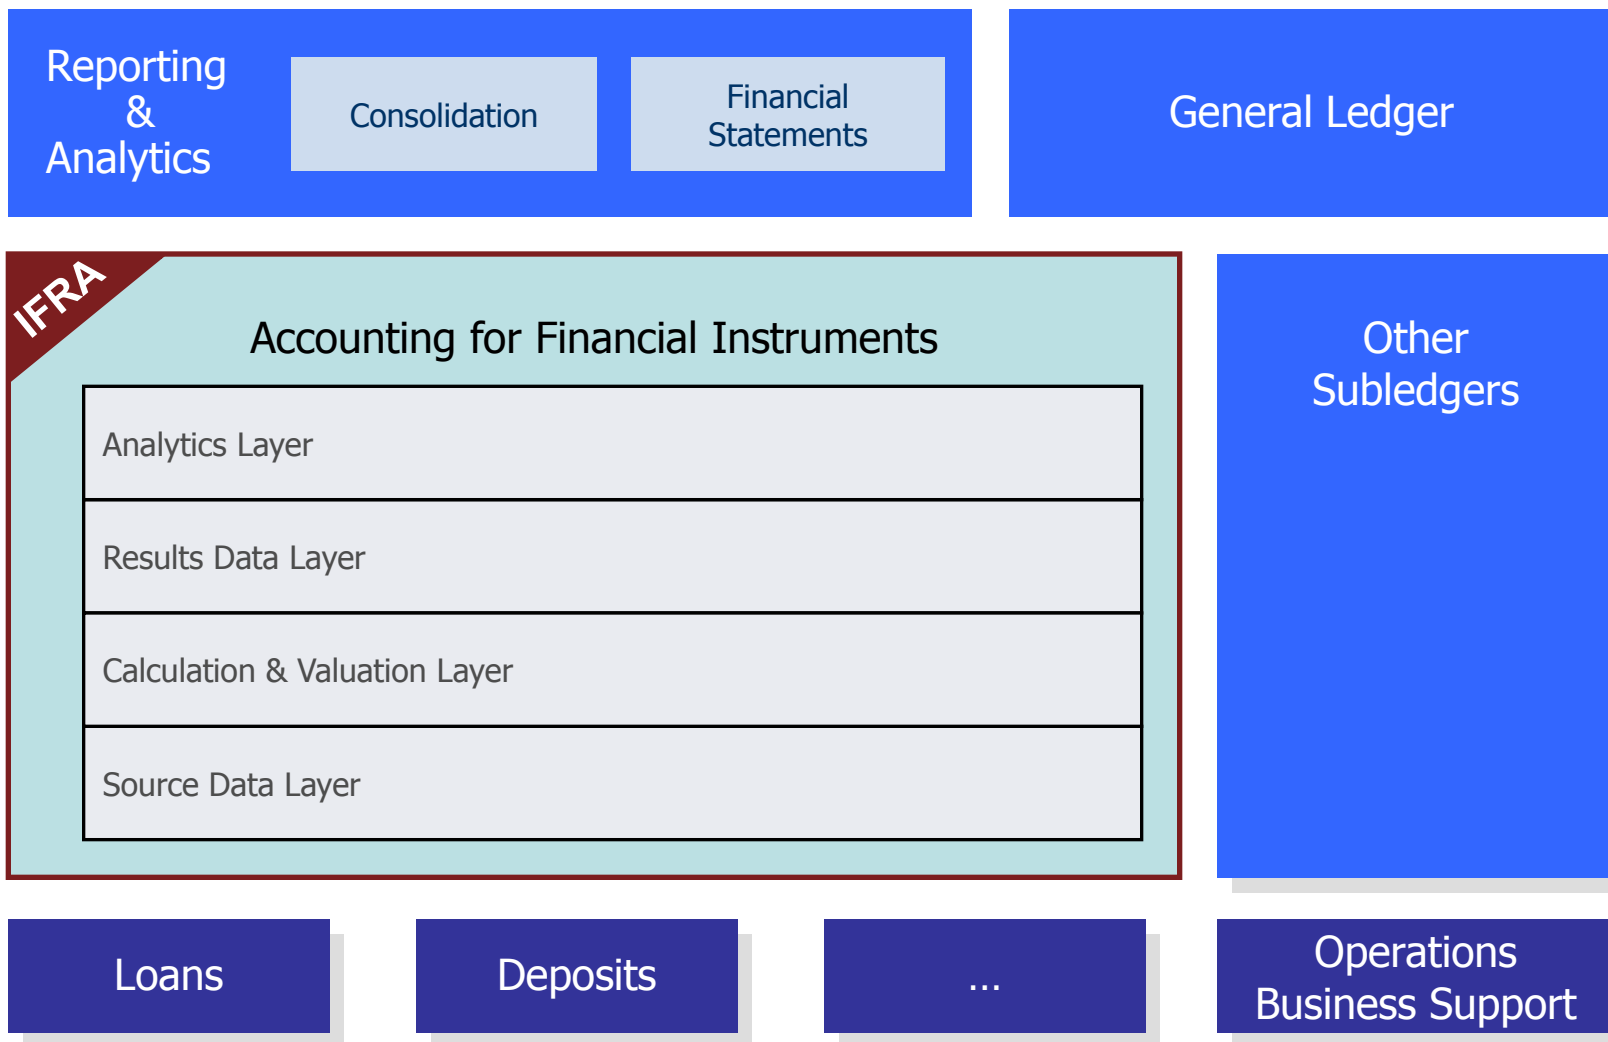 Reporting
&
Analytics
Consolidation
Financial
Statements
General Ledger
IFRA
Accounting for Financial Instruments
Analytics Layer
Results Data Layer
Calculation & Valuation Layer
Source Data Layer
Other
Subledgers
Loans
Deposits
...
Operations
Business Support